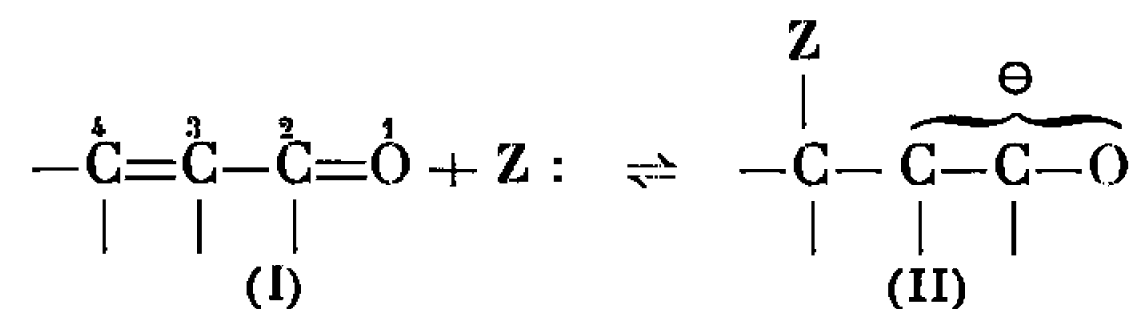 Z
⊖
4 3 2 1
—C=C—C=O + Z : ⇌ —C—C—C—O
(I) (II)